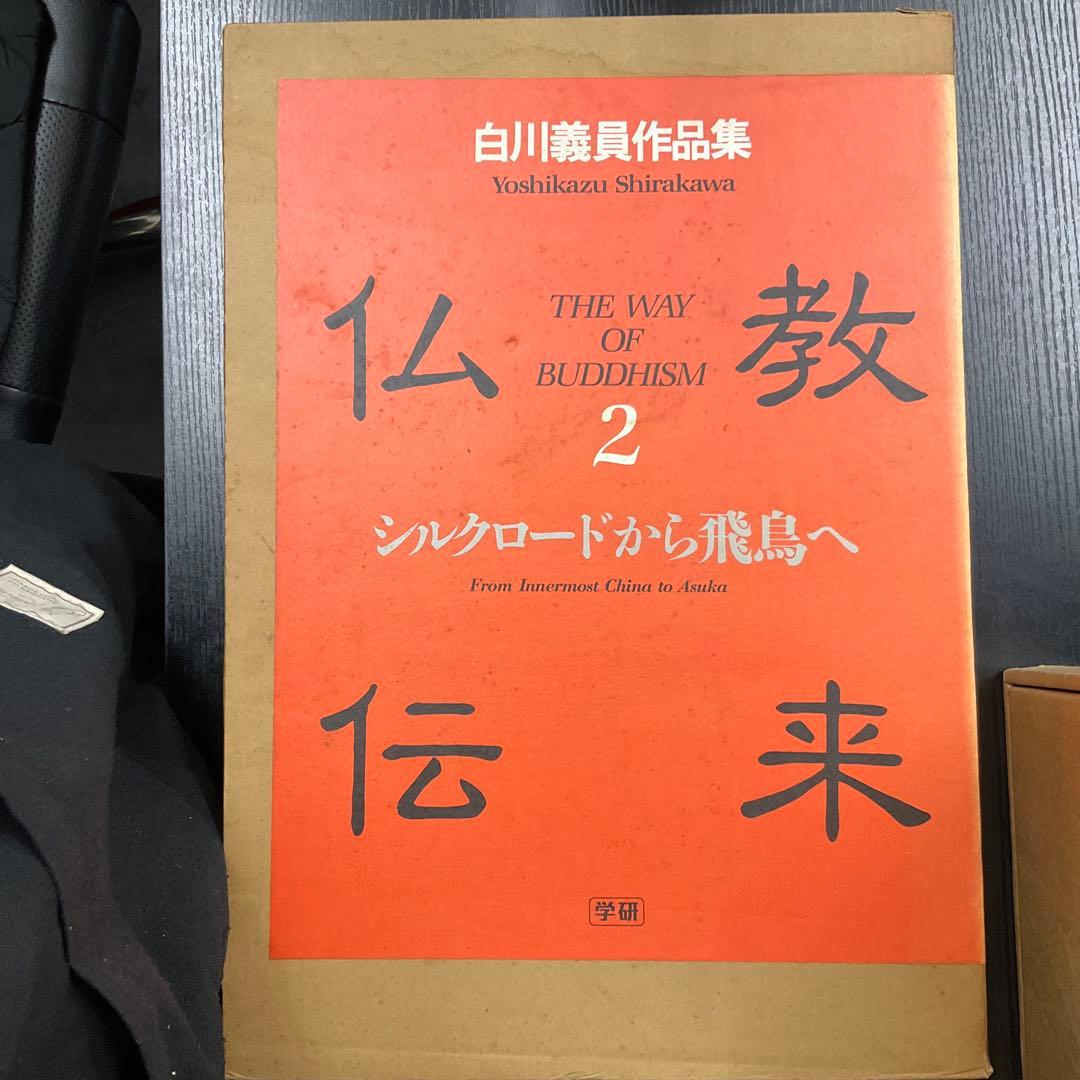 白川義員作品集
Yoshikazu Shirakawa
仏教
THE WAY
OF
BUDDHISM
2
シルクロードから飛鳥へ
From Innermost China to Asuka
伝来
学研